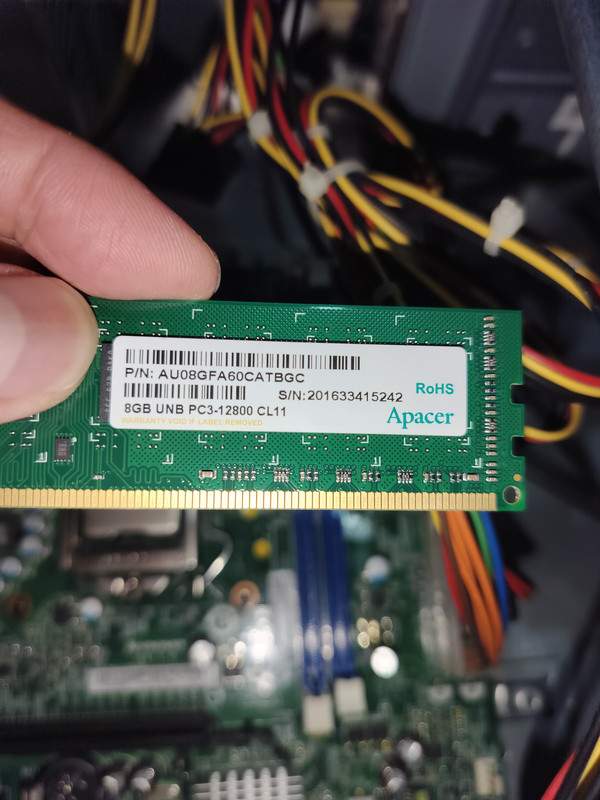 P/N: AU08GFA60CATBGC
S/N:201633415242
8GB UNB PC3-12800 CL11
WARRANTY VOID IF LABEL REMOVED
RoHS
Apacer